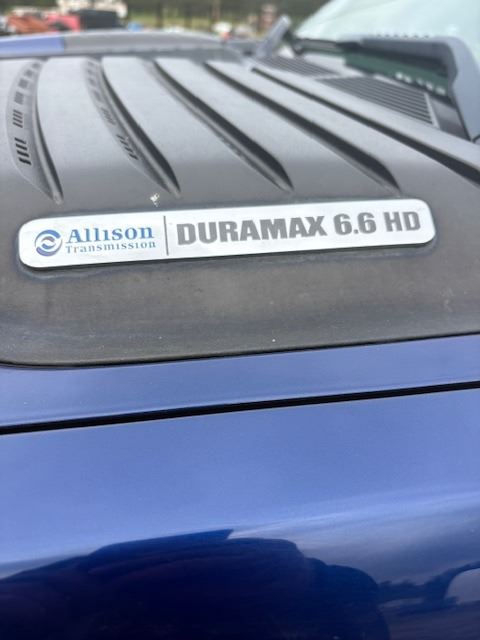 Allison
Transmission
DURAMAX 6.6 HD